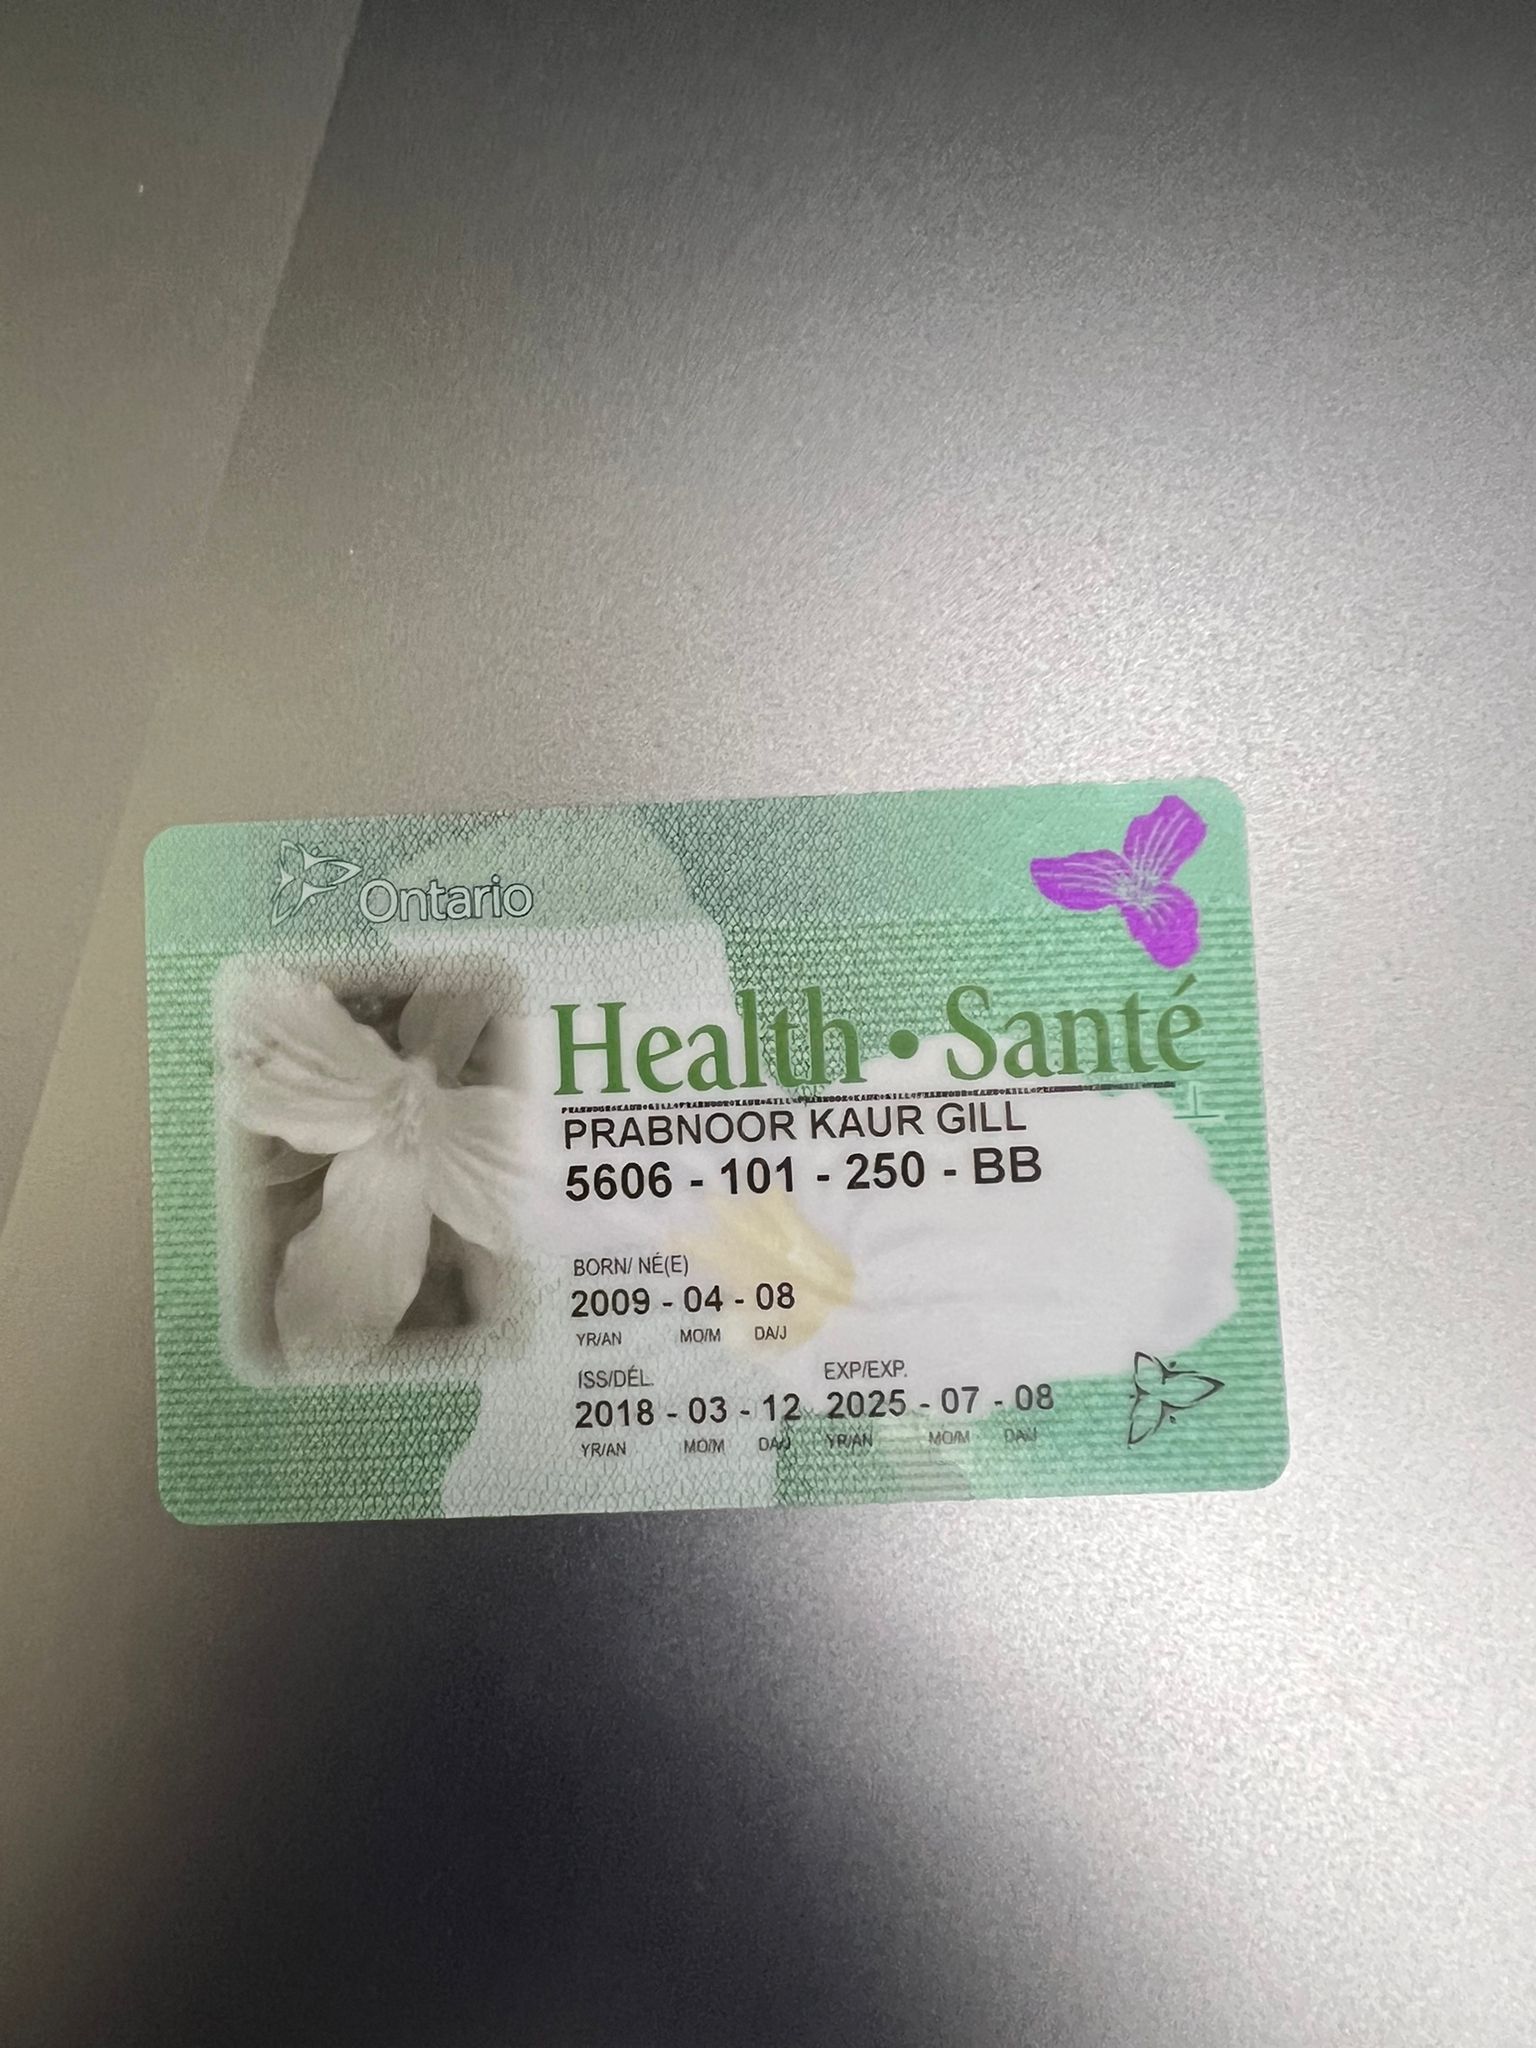 Ontario
Health • Santé
PRABNOOR KAUR GILL
5606 - 101 - 250 - BB
BORN/ NÉ(E)
2009 - 04 - 08
YR/AN MO/M DA/J
ISS/DÉL. EXP/EXP.
2018 - 03 - 12 2025 - 07 - 08
YR/AN MO/M DA/J YR/AN MO/M DA/J